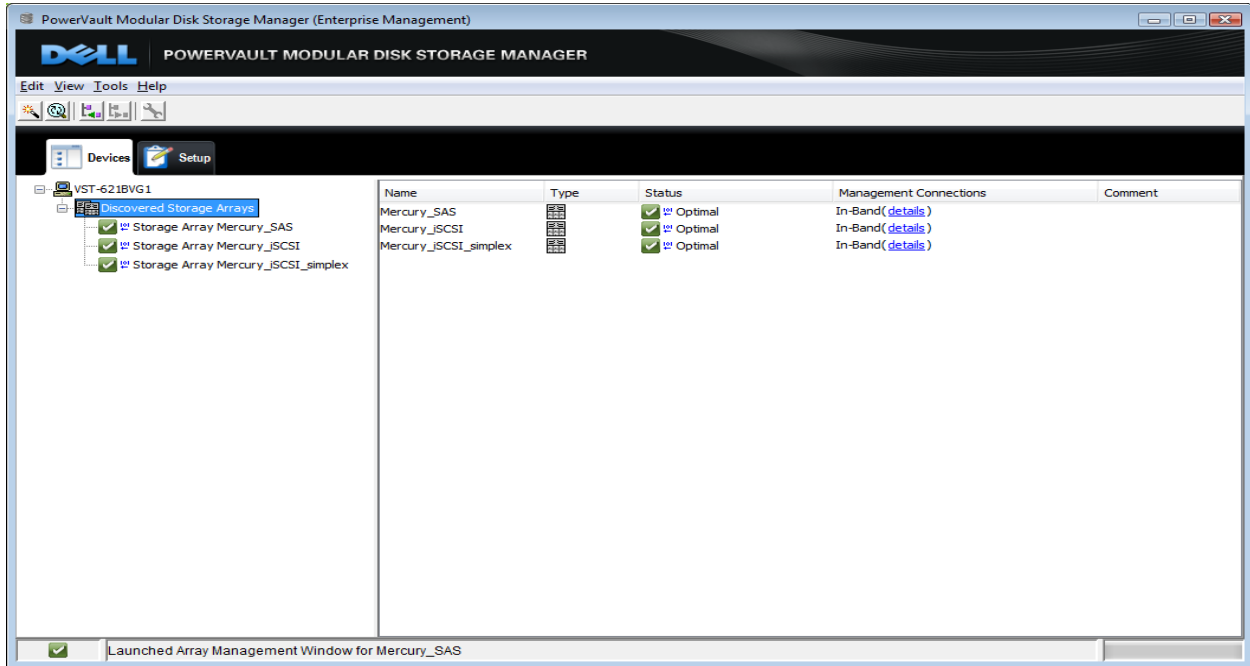 PowerVault Modular Disk Storage Manager (Enterprise Management)
DELL POWERVAULT MODULAR DISK STORAGE MANAGER
Edit View Tools Help
Devices Setup
VST-621BVG1
Discovered Storage Arrays
Storage Array Mercury_SAS
Storage Array Mercury_iSCSI
Storage Array Mercury_iSCSI_simplex
Name Type Status Management Connections Comment
Mercury_SAS Optimal In-Band(details)
Mercury_iSCSI Optimal In-Band(details)
Mercury_iSCSI_simplex Optimal In-Band(details)
Launched Array Management Window for Mercury_SAS